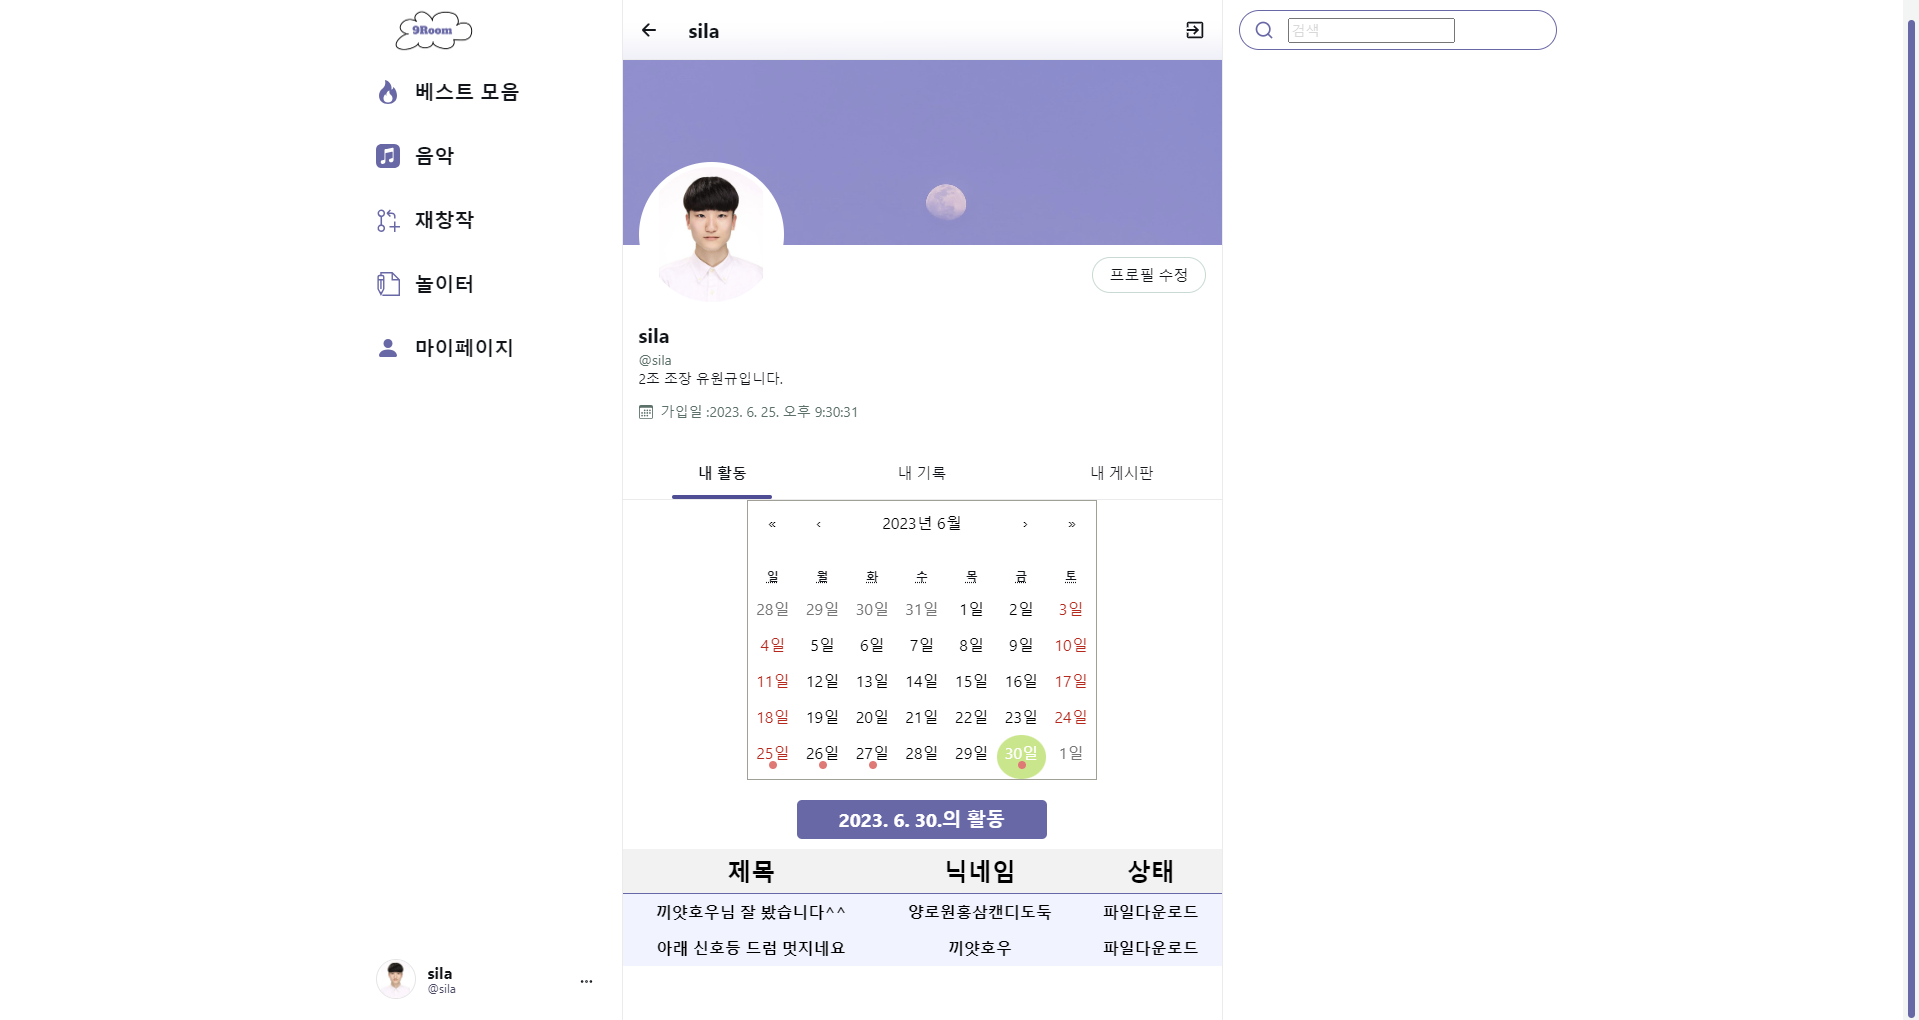 9Room
베스트 모음
음악
재창작
놀이터
마이페이지
sila
@sila
···
sila
프로필 수정
sila
@sila
2조 조장 유원규입니다.
가입일 :2023. 6. 25. 오후 9:30:31
내 활동 내 기록 내 게시판
« ‹ 2023년 6월 › »
일 월 화 수 목 금 토
28일 29일 30일 31일 1일 2일 3일
4일 5일 6일 7일 8일 9일 10일
11일 12일 13일 14일 15일 16일 17일
18일 19일 20일 21일 22일 23일 24일
25일 26일 27일 28일 29일 30일 1일
2023. 6. 30.의 활동
제목 닉네임 상태
끼얏호우님 잘 봤습니다^^ 양로원홍삼캔디도둑 파일다운로드
아래 신호등 드럼 멋지네요 끼얏호우 파일다운로드
검색